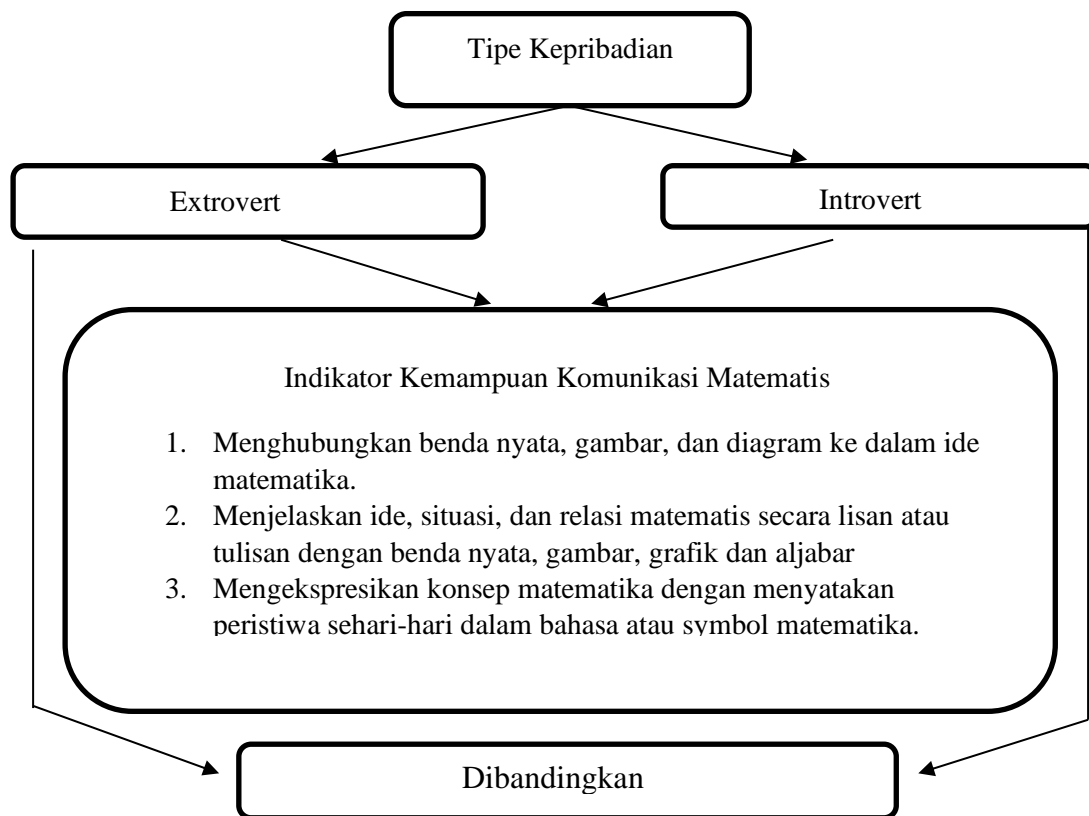 Tipe Kepribadian
Extrovert
Introvert
Indikator Kemampuan Komunikasi Matematis
1. Menghubungkan benda nyata, gambar, dan diagram ke dalam ide
matematika.
2. Menjelaskan ide, situasi, dan relasi matematis secara lisan atau
tulisan dengan benda nyata, gambar, grafik dan aljabar
3. Mengekspresikan konsep matematika dengan menyatakan
peristiwa sehari-hari dalam bahasa atau symbol matematika.
Dibandingkan